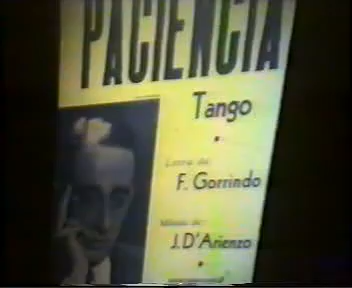 PACIENCIA
Tango
Letra de:
F. Gorrindo
Música de:
J. D'Arienzo